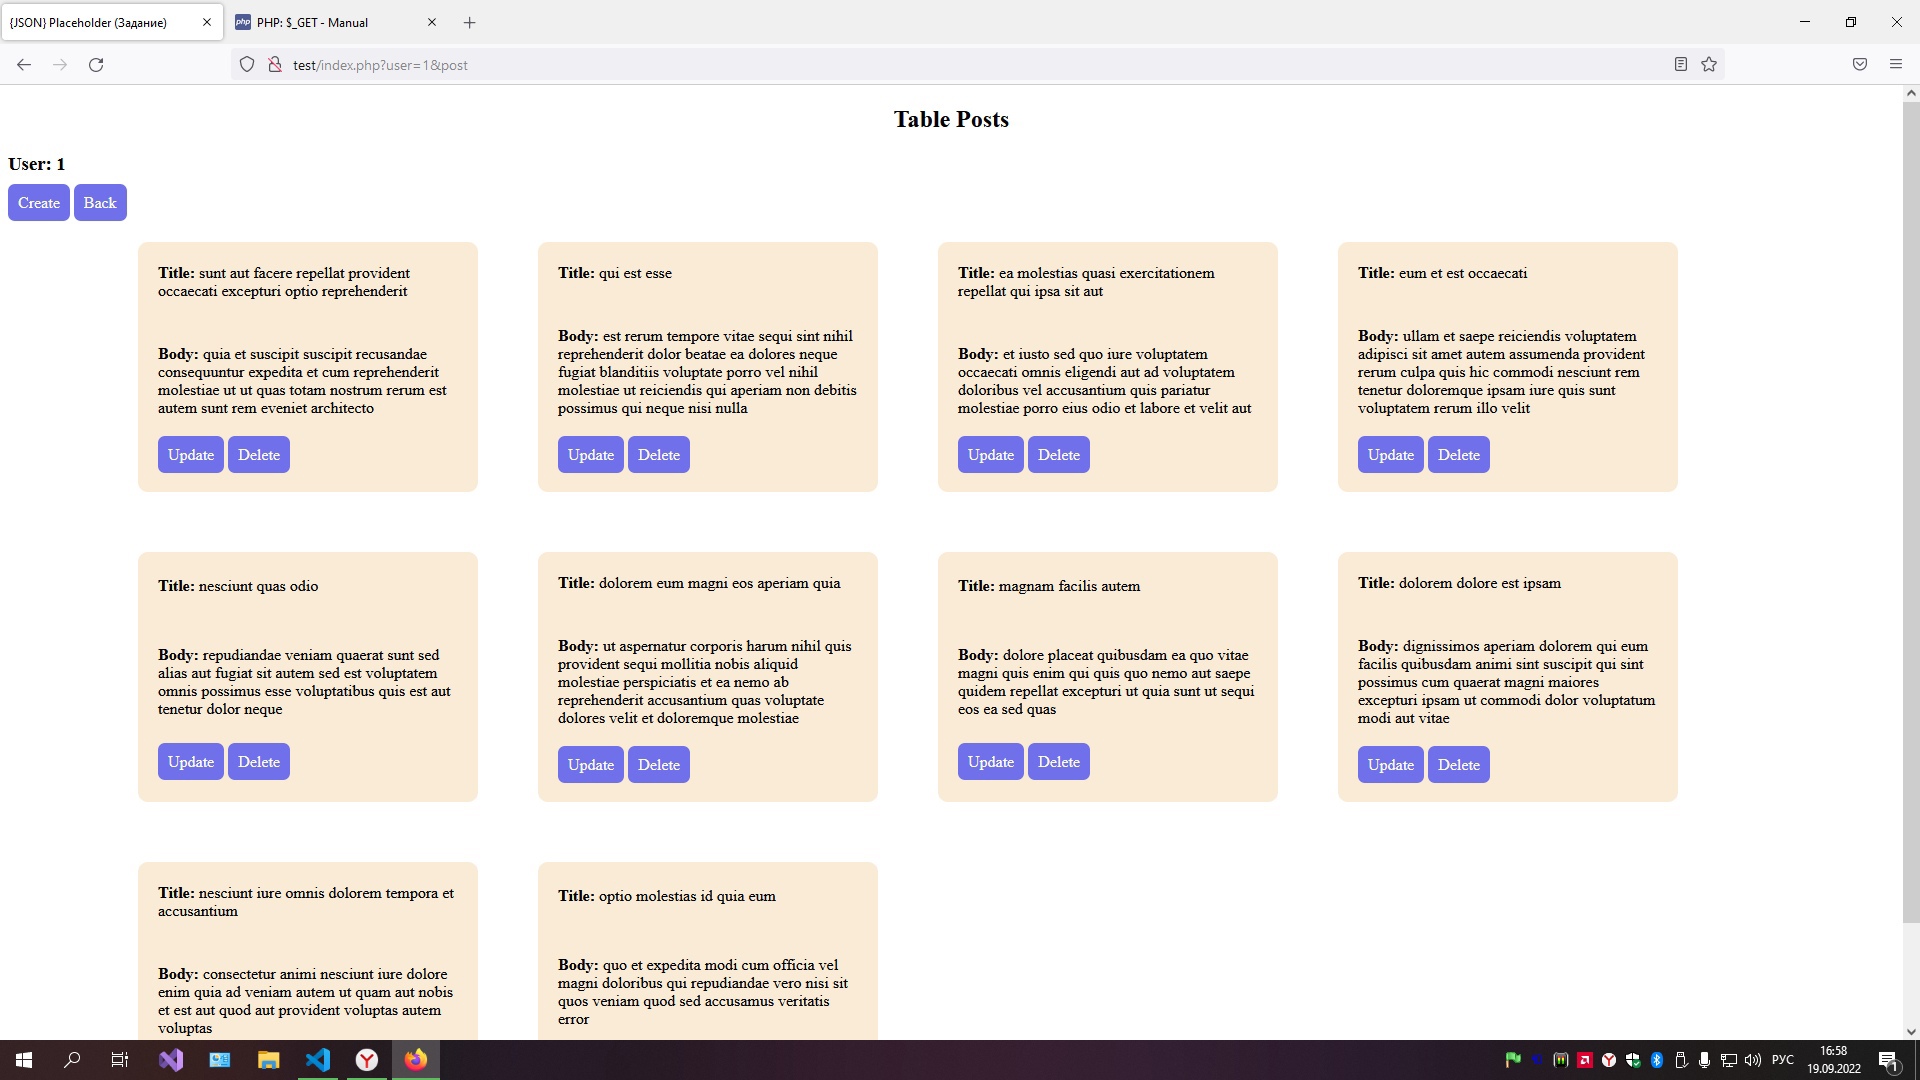 {JSON} Placeholder (Задание)
php PHP: $_GET - Manual
test/index.php?user=1&post
Table Posts
User: 1
Create Back
Title: sunt aut facere repellat provident
occaecati excepturi optio reprehenderit
Body: quia et suscipit suscipit recusandae
consequuntur expedita et cum reprehenderit
molestiae ut ut quas totam nostrum rerum est
autem sunt rem eveniet architecto
Update Delete
Title: qui est esse
Body: est rerum tempore vitae sequi sint nihil
reprehenderit dolor beatae ea dolores neque
fugiat blanditiis voluptate porro vel nihil
molestiae ut reiciendis qui aperiam non debitis
possimus qui neque nisi nulla
Update Delete
Title: ea molestias quasi exercitationem
repellat qui ipsa sit aut
Body: et iusto sed quo iure voluptatem
occaecati omnis eligendi aut ad voluptatem
doloribus vel accusantium quis pariatur
molestiae porro eius odio et labore et velit aut
Update Delete
Title: eum et est occaecati
Body: ullam et saepe reiciendis voluptatem
adipisci sit amet autem assumenda provident
rerum culpa quis hic commodi nesciunt rem
tenetur doloremque ipsam iure quis sunt
voluptatem rerum illo velit
Update Delete
Title: nesciunt quas odio
Body: repudiandae veniam quaerat sunt sed
alias aut fugiat sit autem sed est voluptatem
omnis possimus esse voluptatibus quis est aut
tenetur dolor neque
Update Delete
Title: dolorem eum magni eos aperiam quia
Body: ut aspernatur corporis harum nihil quis
provident sequi mollitia nobis aliquid
molestiae perspiciatis et ea nemo ab
reprehenderit accusantium quas voluptate
dolores velit et doloremque molestiae
Update Delete
Title: magnam facilis autem
Body: dolore placeat quibusdam ea quo vitae
magni quis enim qui quis quo nemo aut saepe
quidem repellat excepturi ut quia sunt ut sequi
eos ea sed quas
Update Delete
Title: dolorem dolore est ipsam
Body: dignissimos aperiam dolorem qui eum
facilis quibusdam animi sint suscipit qui sint
possimus cum quaerat magni maiores
excepturi ipsam ut commodi dolor voluptatum
modi aut vitae
Update Delete
Title: nesciunt iure omnis dolorem tempora et
accusantium
Body: consectetur animi nesciunt iure dolore
enim quia ad veniam autem ut quam aut nobis
et est aut quod aut provident voluptas autem
voluptas
Title: optio molestias id quia eum
Body: quo et expedita modi cum officia vel
magni doloribus qui repudiandae vero nisi sit
quos veniam quod sed accusamus veritatis
error
РУС
16:58
19.09.2022
1